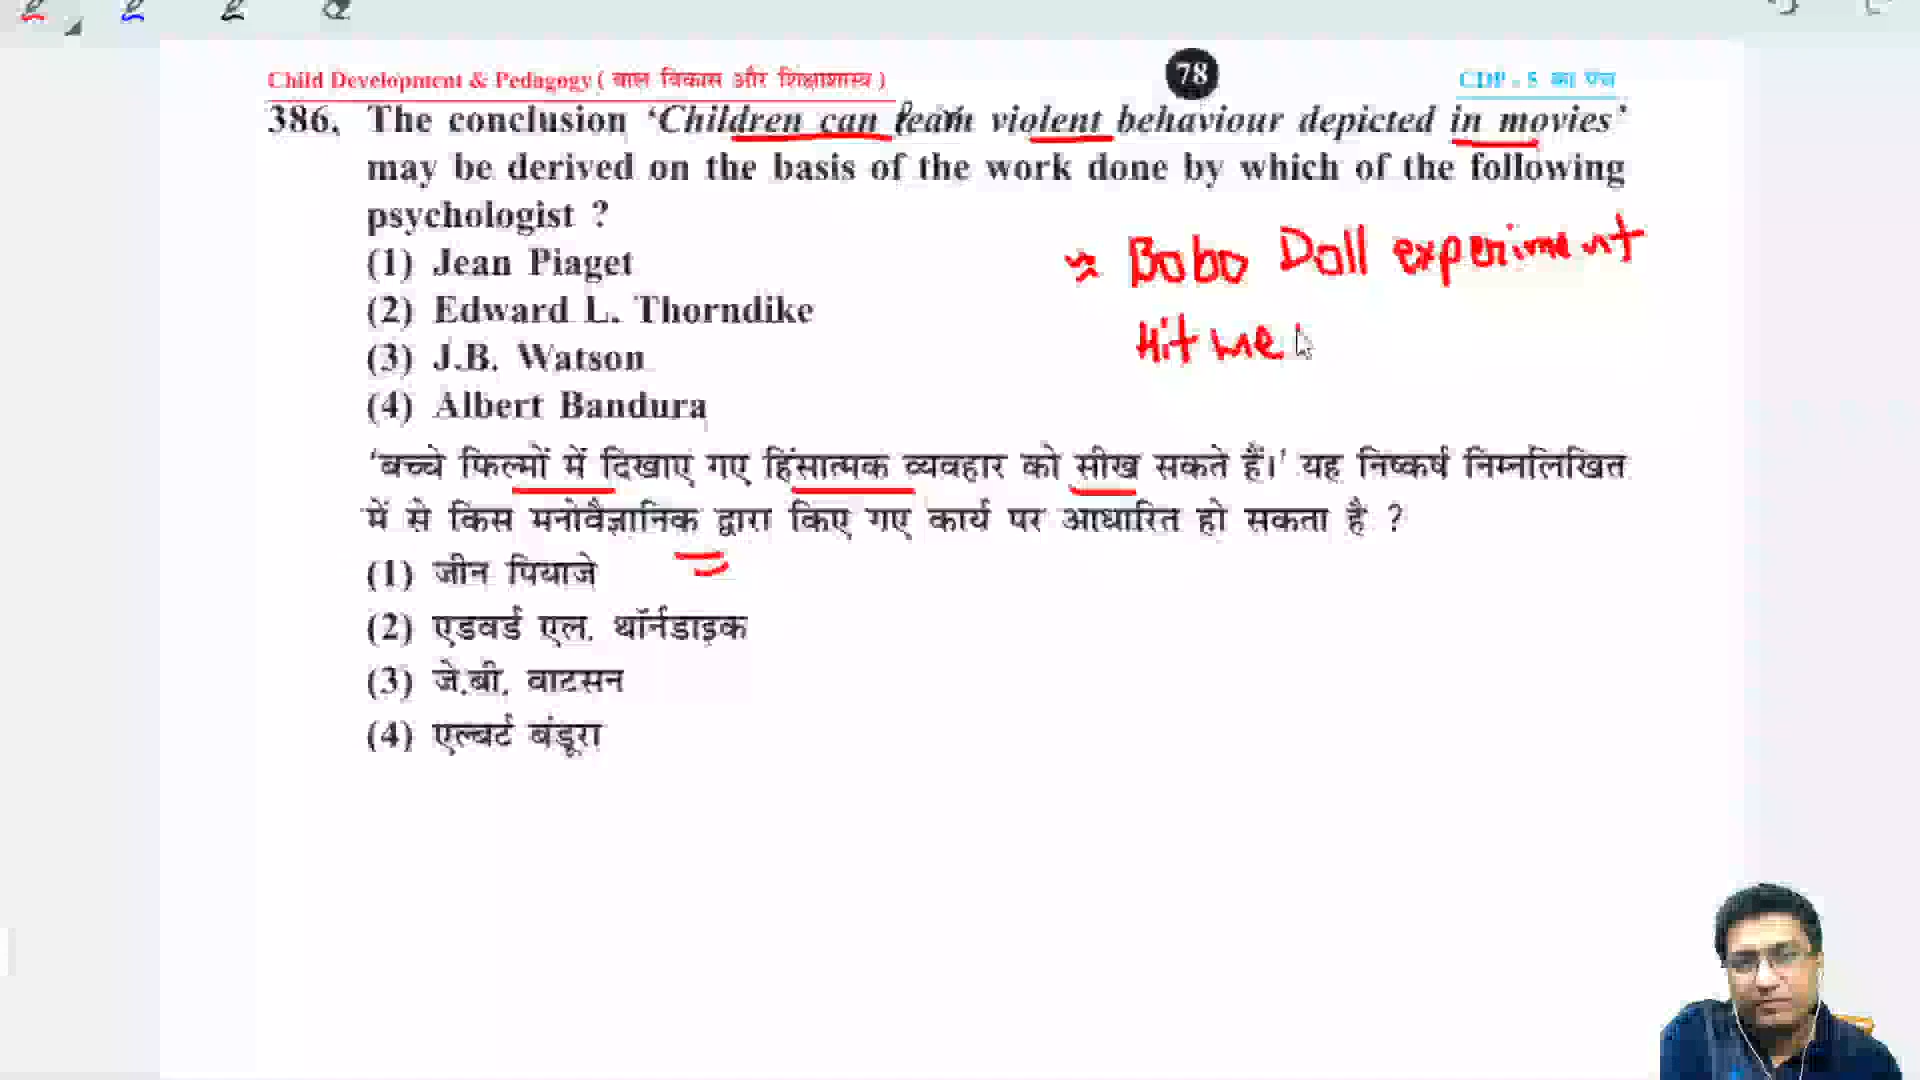 Child Development & Pedagogy ( बाल विकास और शिक्षाशास्त्र )
78
CDP - 5 का पंच
386. The conclusion ‘Children can learn violent behaviour depicted in movies’
may be derived on the basis of the work done by which of the following
psychologist ?
(1) Jean Piaget
(2) Edward L. Thorndike
(3) J.B. Watson
(4) Albert Bandura
Bobo Doll experiment
Hit me
‘बच्चे फिल्मों में दिखाए गए हिंसात्मक व्यवहार को सीख सकते हैं।’ यह निष्कर्ष निम्नलिखित
में से किस मनोवैज्ञानिक द्वारा किए गए कार्य पर आधारित हो सकता है ?
(1) जीन पियाजे
(2) एडवर्ड एल. थॉर्नडाइक
(3) जे.बी. वाटसन
(4) एल्बर्ट बंडूरा